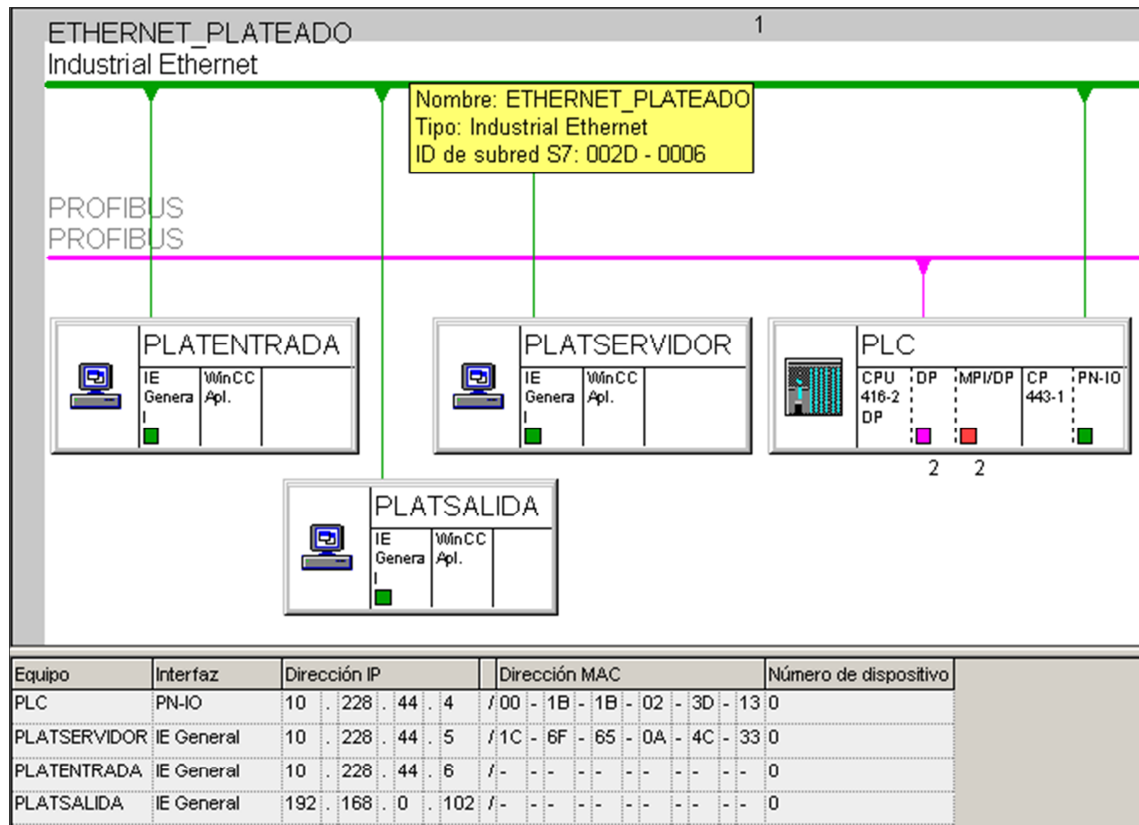 ETHERNET_PLATEADO
1
Industrial Ethernet
Nombre: ETHERNET_PLATEADO
Tipo: Industrial Ethernet
ID de subred S7: 002D - 0006
PROFIBUS
PROFIBUS
PLATENTRADA
IE
Genera
l
WinCC
Apl.
PLATSERVIDOR
IE
Genera
l
WinCC
Apl.
PLC
CPU
416-2
DP
DP
MPI/DP
CP
443-1
PN-IO
2 2
PLATSALIDA
IE
Genera
l
WinCC
Apl.
Equipo Interfaz Dirección IP / Dirección MAC Número de dispositivo
PLC PN-IO 10 . 228 . 44 . 4 / 00 - 1B - 1B - 02 - 3D - 13 0
PLATSERVIDOR IE General 10 . 228 . 44 . 5 / 1C - 6F - 65 - 0A - 4C - 33 0
PLATENTRADA IE General 10 . 228 . 44 . 6 / - - - - - 0
PLATSALIDA IE General 192 . 168 . 0 . 102 / - - - - - 0